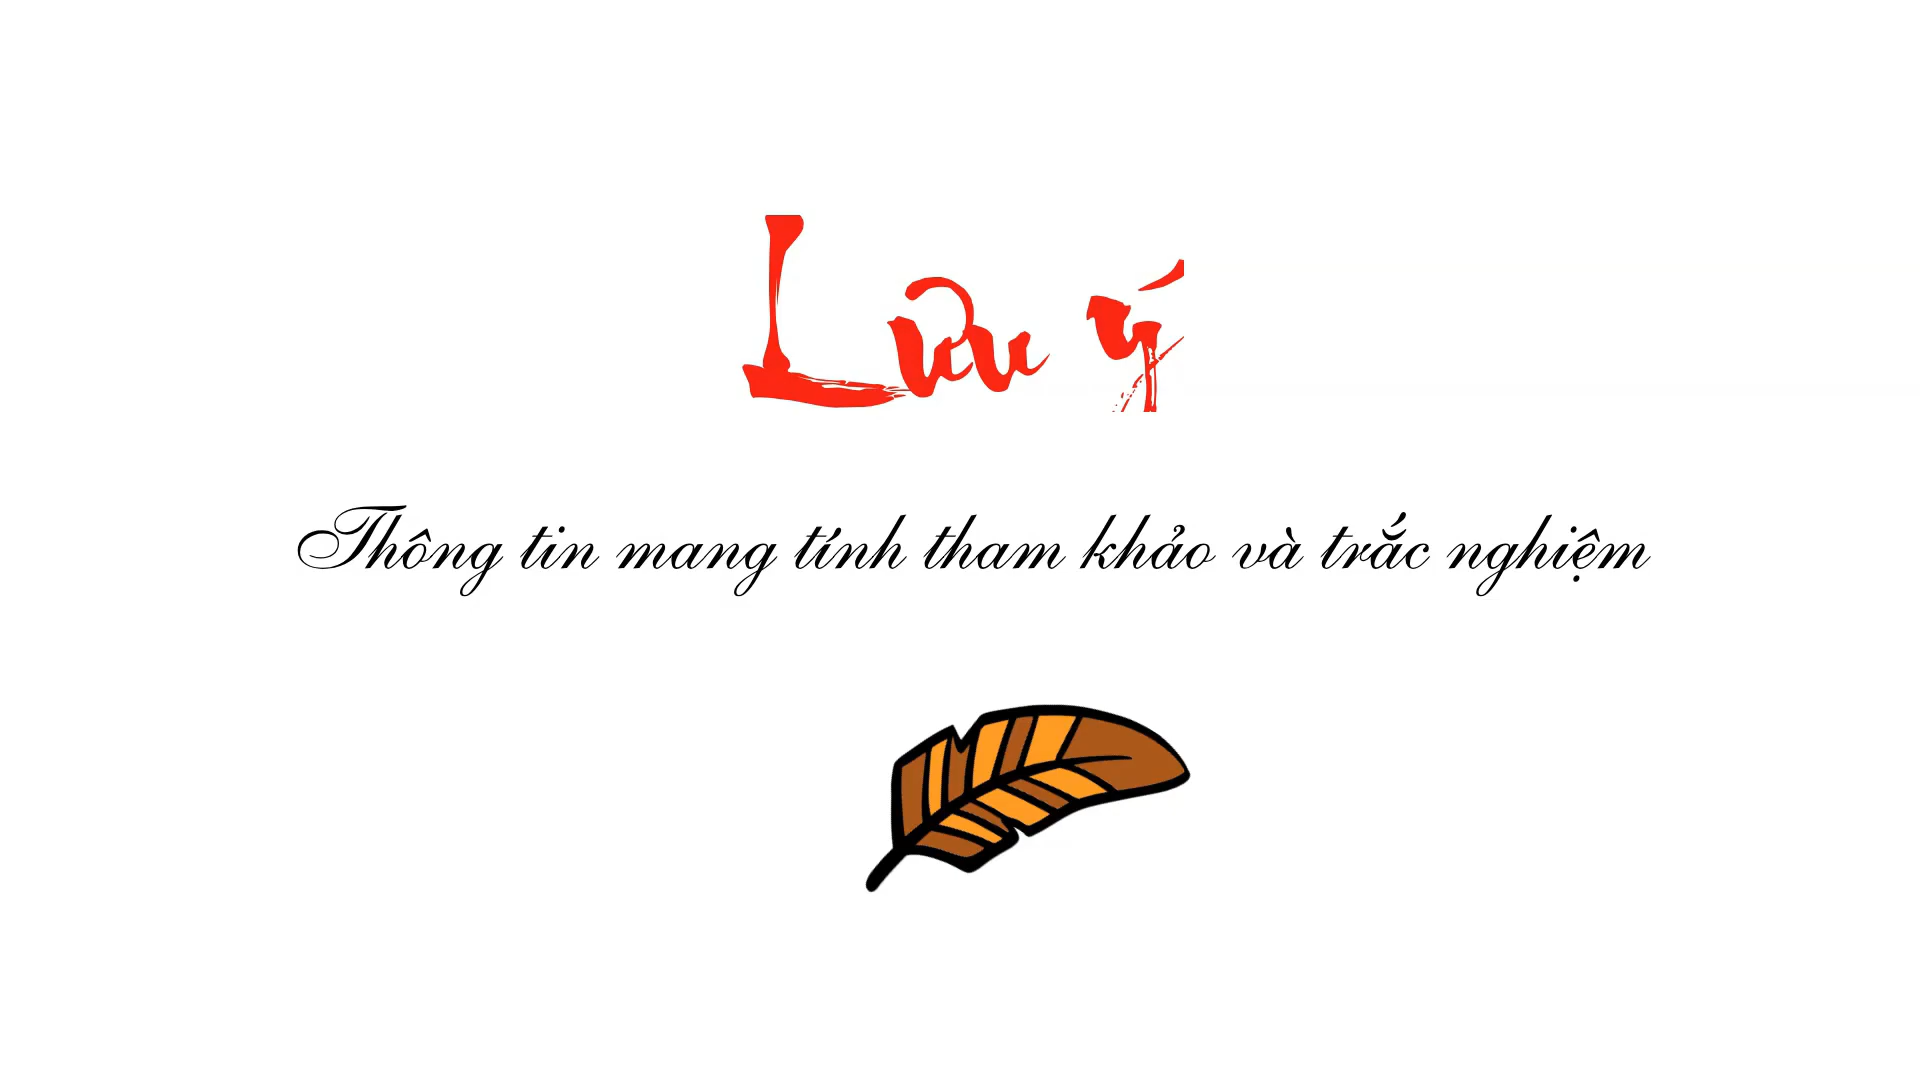 Lưu ý
Thông tin mang tính tham khảo và trắc nghiệm